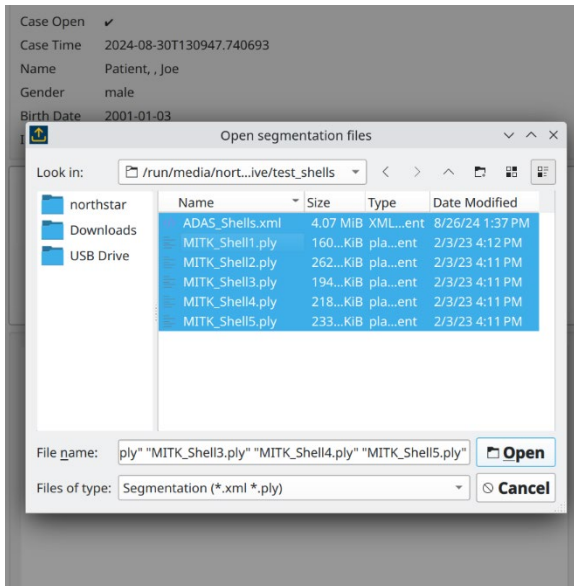 Case Open ✔
Case Time 2024-08-30T130947.740693
Name Patient, , Joe
Gender male
Birth Date 2001-01-03
Open segmentation files
Look in: /run/media/nort...ive/test_shells
northstar
Downloads
USB Drive
Name Size Type Date Modified
ADAS_Shells.xml 4.07 MiB XML...ent 8/26/24 1:37 PM
MITK_Shell1.ply 160...KiB pla...ent 2/3/23 4:12 PM
MITK_Shell2.ply 262...KiB pla...ent 2/3/23 4:11 PM
MITK_Shell3.ply 194...KiB pla...ent 2/3/23 4:11 PM
MITK_Shell4.ply 218...KiB pla...ent 2/3/23 4:11 PM
MITK_Shell5.ply 233...KiB pla...ent 2/3/23 4:11 PM
File name: ply" "MITK_Shell3.ply" "MITK_Shell4.ply" "MITK_Shell5.ply" Open
Files of type: Segmentation (*.xml *.ply) Cancel